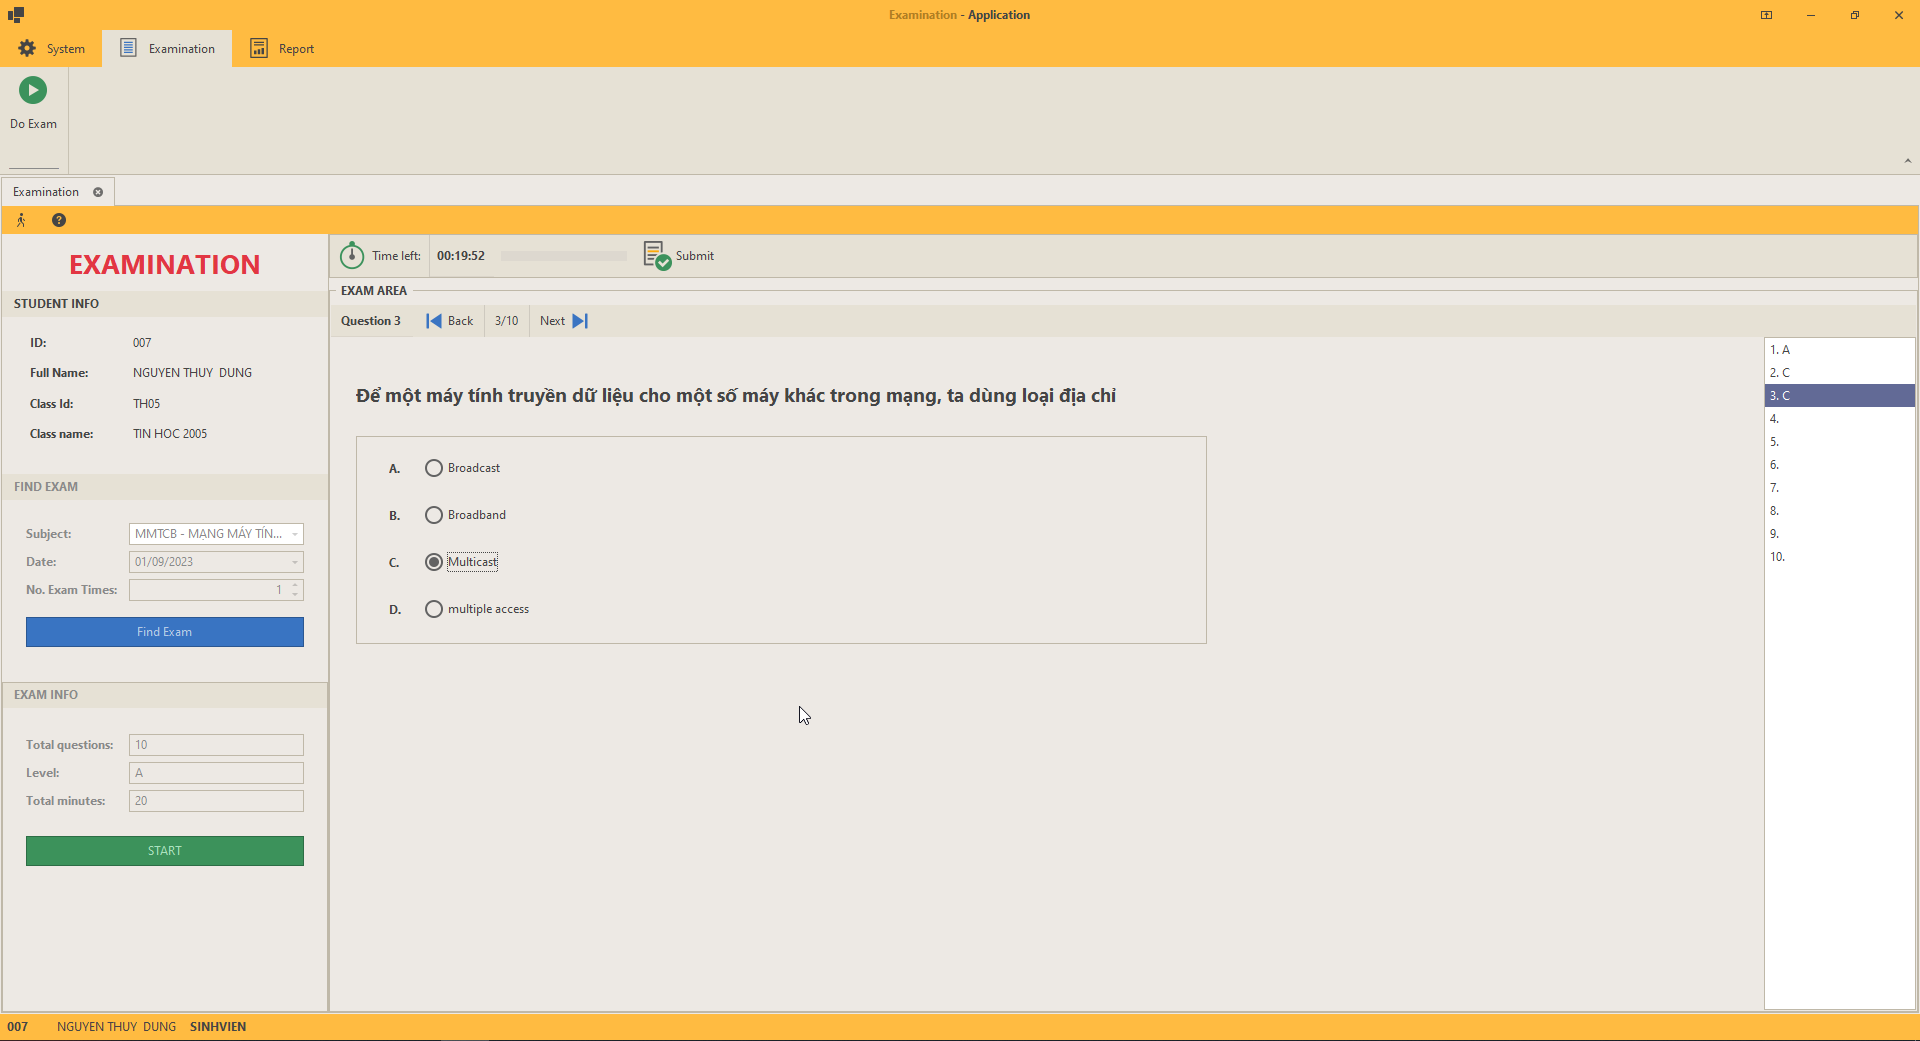 Examination - Application
System
Examination
Report
Do Exam
Examination
EXAMINATION
STUDENT INFO
ID: 007
Full Name: NGUYEN THUY  DUNG
Class Id: TH05
Class name: TIN HOC 2005
FIND EXAM
Subject: MMTCB - MẠNG MÁY TÍN...
Date: 01/09/2023
No. Exam Times: 1
Find Exam
EXAM INFO
Total questions: 10
Level: A
Total minutes: 20
START
Time left: 00:19:52
Submit
EXAM AREA
Question 3
Back
3/10
Next
Để một máy tính truyền dữ liệu cho một số máy khác trong mạng, ta dùng loại địa chỉ
A. Broadcast
B. Broadband
C. Multicast
D. multiple access
1. A
2. C
3. C
4.
5.
6.
7.
8.
9.
10.
007 NGUYEN THUY  DUNG SINHVIEN